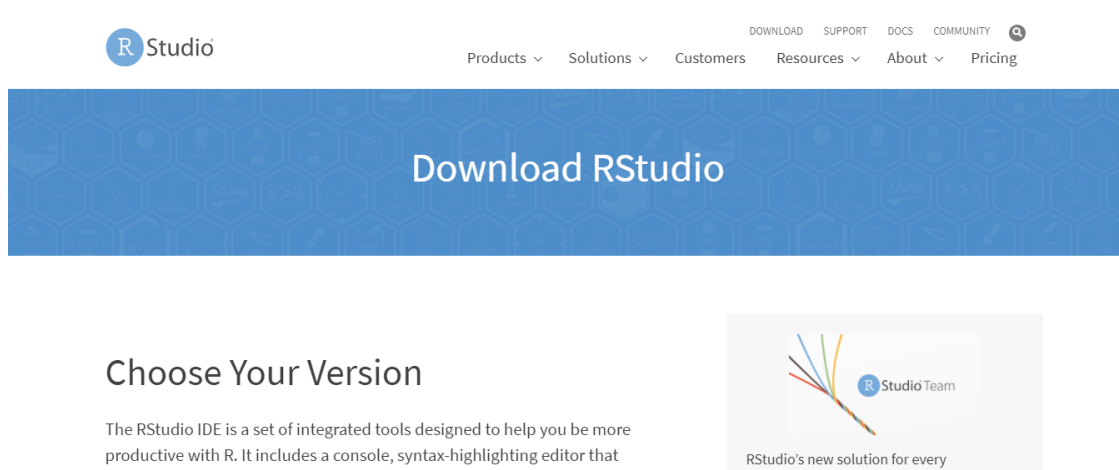 R Studio
DOWNLOAD SUPPORT DOCS COMMUNITY
Products Solutions Customers Resources About Pricing
Download RStudio
Choose Your Version
The RStudio IDE is a set of integrated tools designed to help you be more
productive with R. It includes a console, syntax-highlighting editor that
R Studio Team
RStudio's new solution for every